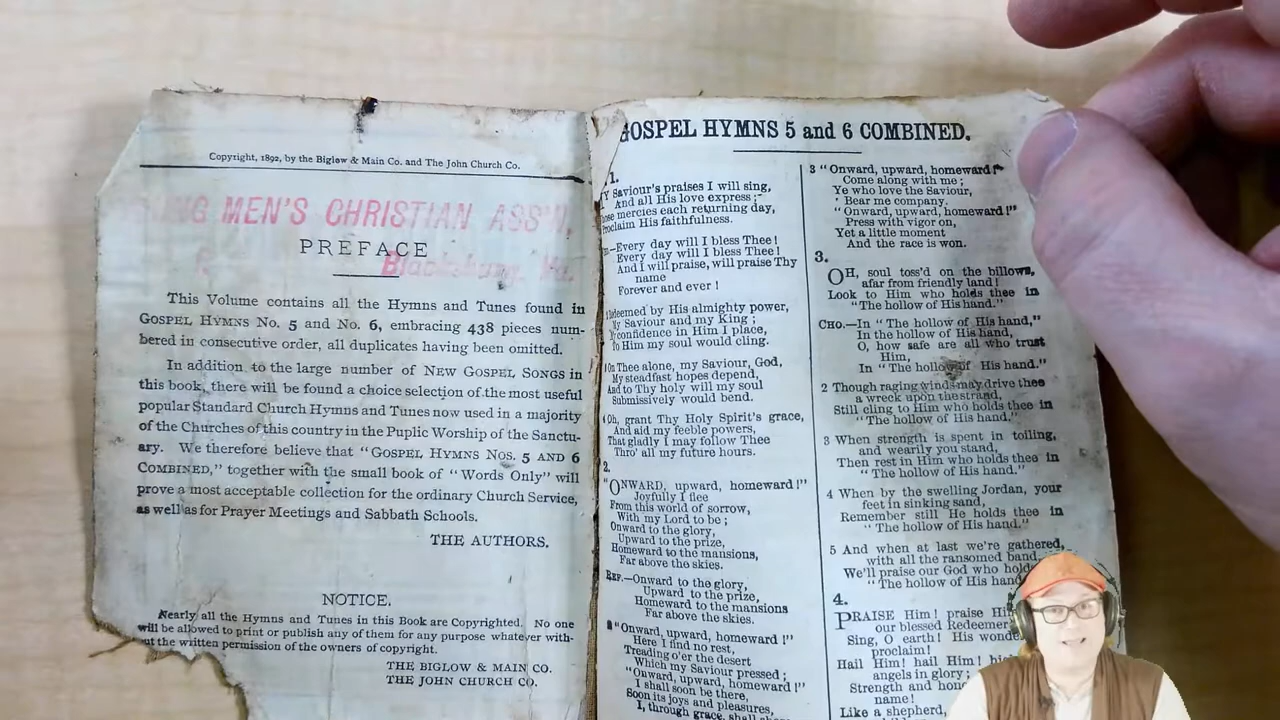 Copyright, 1892, by the Biglow & Main Co. and The John Church Co.
MEN'S CHRISTIAN ASS'N,
PREFACE
Blacksburg, Va.
This Volume contains all the Hymns and Tunes found in
GOSPEL HYMNS NO. 5 and NO. 6, embracing 438 pieces num-
bered in consecutive order, all duplicates having been omitted.
In addition to the large number of NEW GOSPEL SONGS in
this book, there will be found a choice selection of the most useful
popular Standard Church Hymns and Tunes now used in a majority
of the Churches of this country in the Puplic Worship of the Sanctu-
ary. We therefore believe that "GOSPEL HYMNS NOS. 5 AND 6
COMBINED," together with the small book of "Words Only" will
prove a most acceptable collection for the ordinary Church Service,
as well as for Prayer Meetings and Sabbath Schools.
THE AUTHORS.
NOTICE.
Nearly all the Hymns and Tunes in this Book are Copyrighted. No one
will be allowed to print or publish any of them for any purpose whatever with-
out the written permission of the owners of copyright.
THE BIGLOW & MAIN CO.
THE JOHN CHURCH CO.
GOSPEL HYMNS 5 and 6 COMBINED.
1.
Saviour's praises I will sing,
And all His love express;
mercies each returning day,
Proclaim His faithfulness.
—Every day will I bless Thee!
Every day will I bless Thee!
And I will praise, will praise Thy
name
Forever and ever!
Redeemed by His almighty power,
My Saviour and my King;
My confidence in Him I place,
To Him my soul would cling.
On Thee alone, my Saviour, God,
My steadfast hopes depend,
And to Thy holy will my soul
Submissively would bend.
Oh, grant Thy Holy Spirit's grace,
And aid my feeble powers,
That gladly I may follow Thee
Thro' all my future hours.
2.
"ONWARD, upward, homeward!"
Joyfully I flee
From this world of sorrow,
With my Lord to be;
Onward to the glory,
Upward to the prize,
Homeward to the mansions,
Far above the skies.
REF.—Onward to the glory,
Upward to the prize,
Homeward to the mansions
Far above the skies.
2 "Onward, upward, homeward!"
Here I find no rest,
Treading o'er the desert
Which my Saviour pressed;
"Onward, upward, homeward!"
I shall soon be there,
Soon its joys and pleasures,
I, through grace, shall
3 "Onward, upward, homeward!"
Come along with me;
Ye who love the Saviour,
Bear me company.
"Onward, upward, homeward!"
Press with vigor on,
Yet a little moment
And the race is won.
3.
OH, soul toss'd on the billows,
afar from friendly land!
Look to Him who holds thee in
"The hollow of His hand."
CHO.—In "The hollow of His hand,"
In the hollow of His hand,
O, how safe are all who trust
Him,
In "The hollow of His hand."
2 Though raging winds may drive thee
a wreck upon the strand,
Still cling to Him who holds thee in
"The hollow of His hand."
3 When strength is spent in toiling,
and wearily you stand,
Then rest in Him who holds thee in
"The hollow of His hand."
4 When by the swelling Jordan, your
feet in sinking sand,
Remember still He holds thee in
"The hollow of His hand."
5 And when at last we're gathered,
with all the ransomed band,
We'll praise our God who
"The hollow of His
4.
PRAISE Him! praise
our blessed Redeemer
Sing, O earth! His
proclaim!
Hail Him! hail Him!
angels in glory;
Strength and
name!
Like a shepherd,